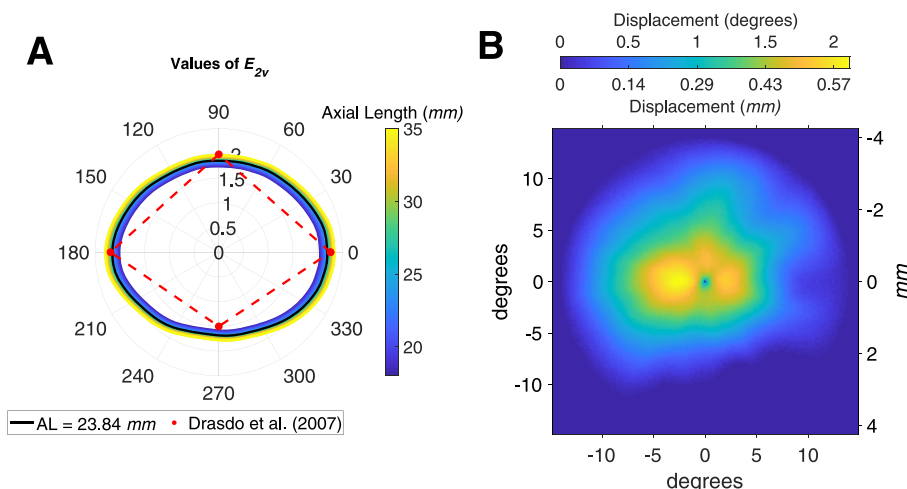 A
Values of E2v
90
120
60
150
30
180
0
210
330
240
300
270
2
1.5
1
0.5
0
Axial Length (mm)
35
30
25
20
AL = 23.84 mm
Drasdo et al. (2007)
B
Displacement (degrees)
0 0.5 1 1.5 2
0 0.14 0.29 0.43 0.57
Displacement (mm)
10
5
0
-5
-10
degrees
-4
-2
-0
2
4
mm
-10 -5 0 5 10
degrees